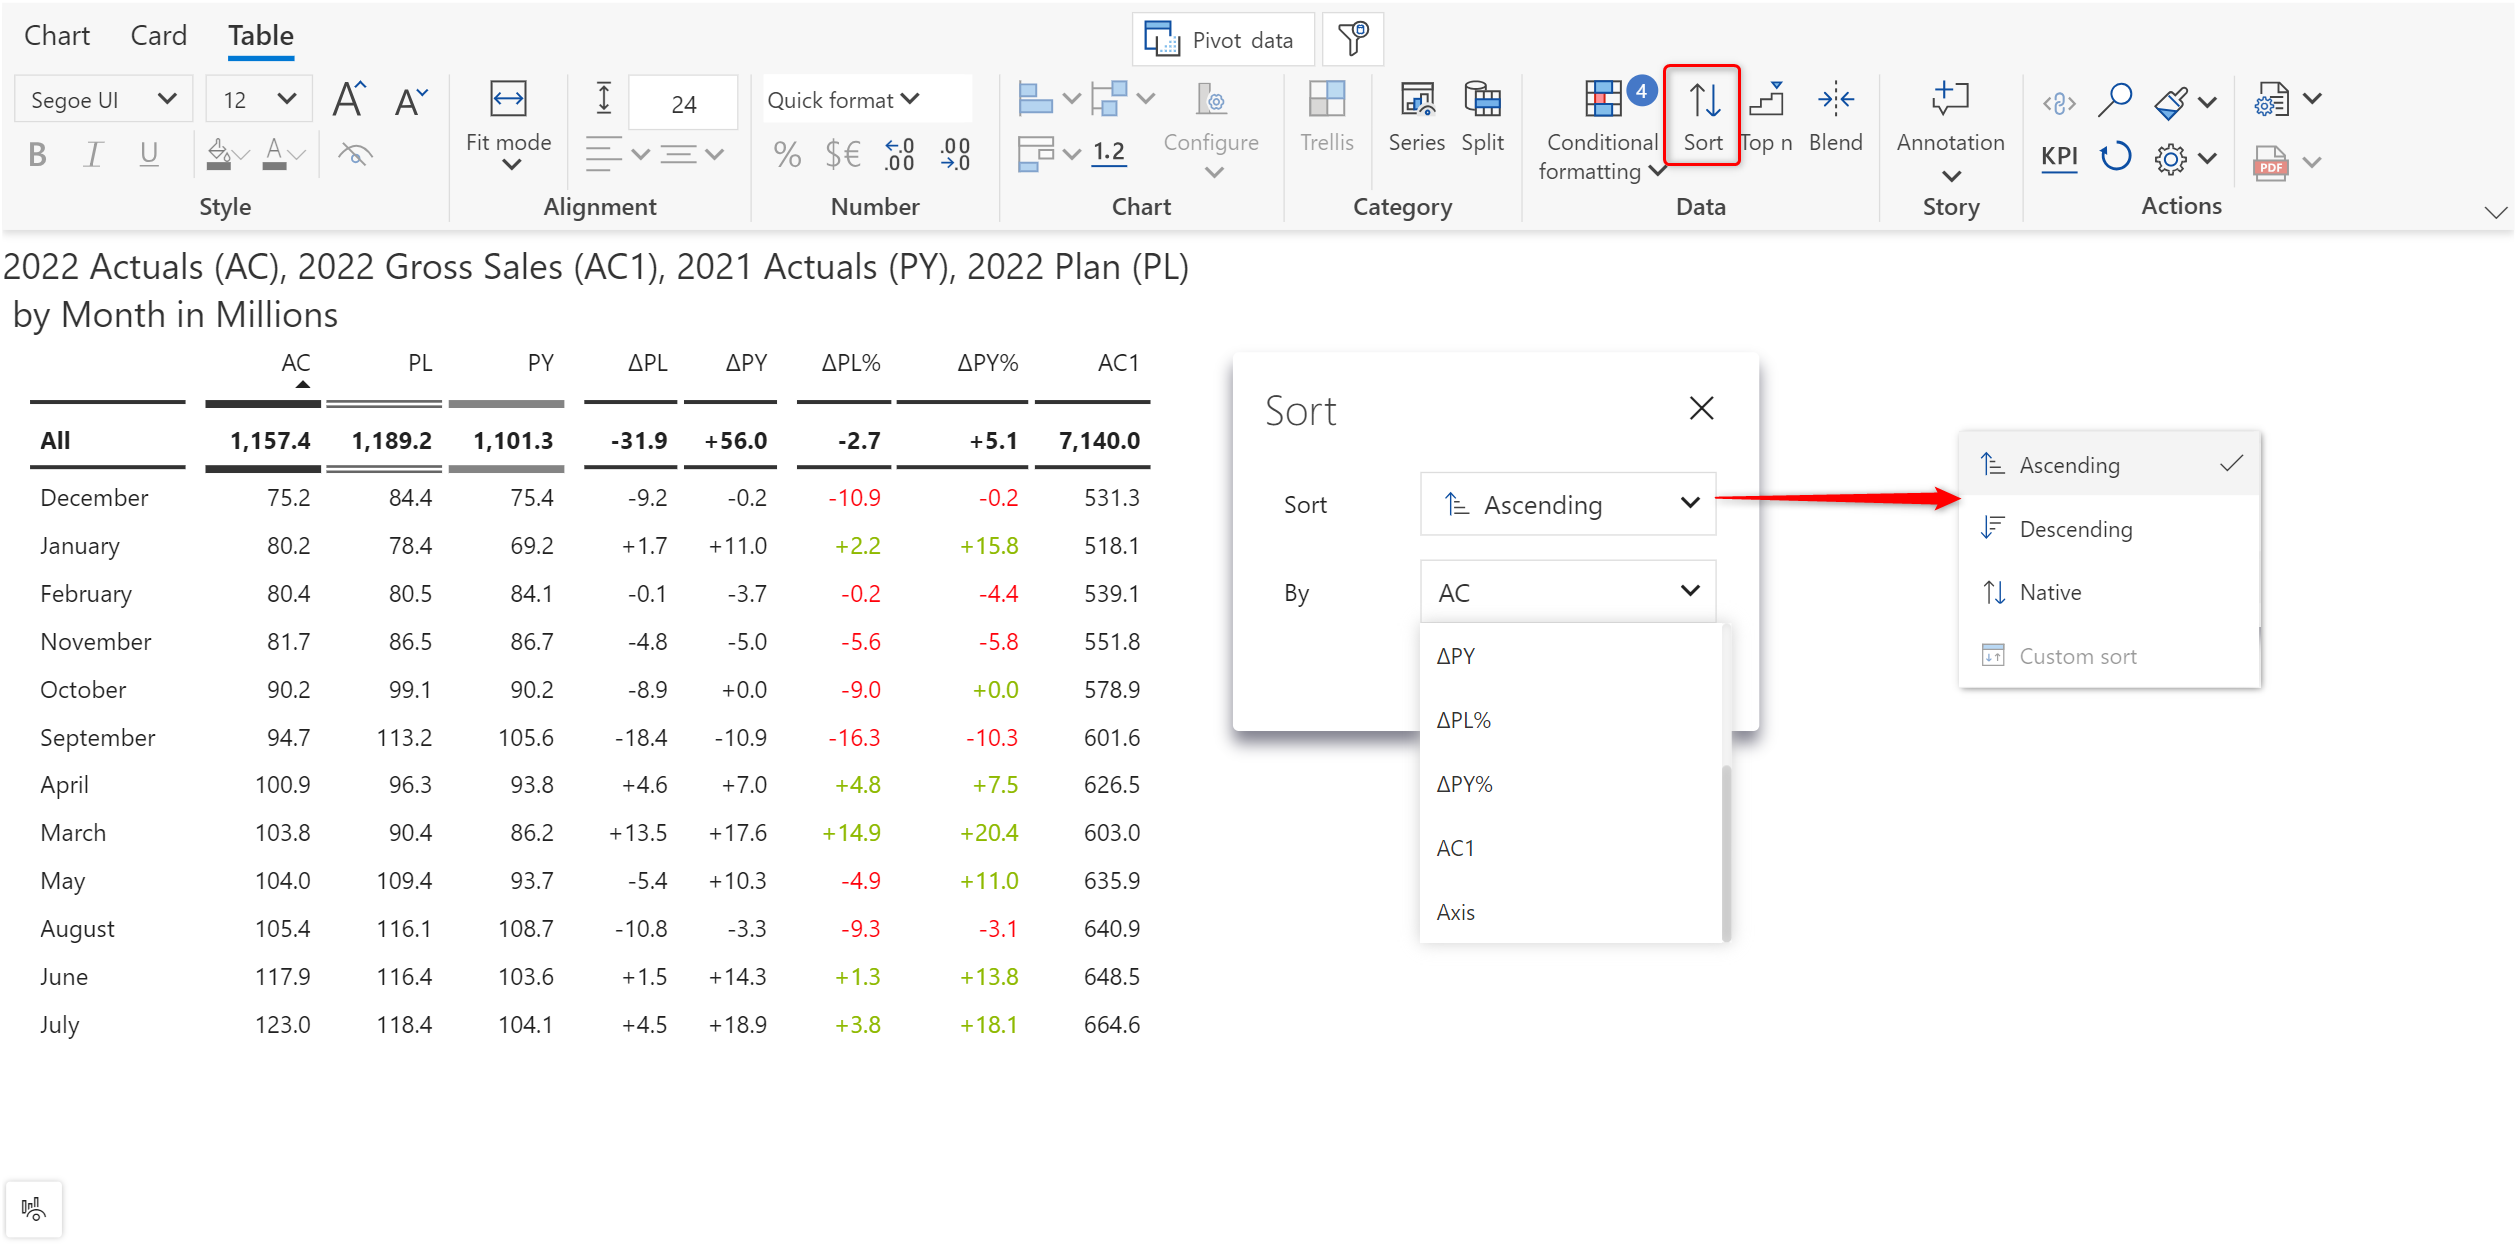 Chart Card Table
Pivot data
Segoe UI 12
24
Quick format
Fit mode
Configure
Trellis
Series Split
Conditional formatting
4
Sort
Top n
Blend
Annotation
B I U
% $€ .0 .00 .00 .0
1.2
KPI
PDF
Style Alignment Number Chart Category Data Story Actions
2022 Actuals (AC), 2022 Gross Sales (AC1), 2021 Actuals (PY), 2022 Plan (PL)
by Month in Millions
AC PL PY ΔPL ΔPY ΔPL% ΔPY% AC1
All 1,157.4 1,189.2 1,101.3 -31.9 +56.0 -2.7 +5.1 7,140.0
December 75.2 84.4 75.4 -9.2 -0.2 -10.9 -0.2 531.3
January 80.2 78.4 69.2 +1.7 +11.0 +2.2 +15.8 518.1
February 80.4 80.5 84.1 -0.1 -3.7 -0.2 -4.4 539.1
November 81.7 86.5 86.7 -4.8 -5.0 -5.6 -5.8 551.8
October 90.2 99.1 90.2 -8.9 +0.0 -9.0 +0.0 578.9
September 94.7 113.2 105.6 -18.4 -10.9 -16.3 -10.3 601.6
April 100.9 96.3 93.8 +4.6 +7.0 +4.8 +7.5 626.5
March 103.8 90.4 86.2 +13.5 +17.6 +14.9 +20.4 603.0
May 104.0 109.4 93.7 -5.4 +10.3 -4.9 +11.0 635.9
August 105.4 116.1 108.7 -10.8 -3.3 -9.3 -3.1 640.9
June 117.9 116.4 103.6 +1.5 +14.3 +1.3 +13.8 648.5
July 123.0 118.4 104.1 +4.5 +18.9 +3.8 +18.1 664.6
Sort
Sort Ascending
By AC
ΔPY
ΔPL%
ΔPY%
AC1
Axis
Ascending
Descending
Native
Custom sort